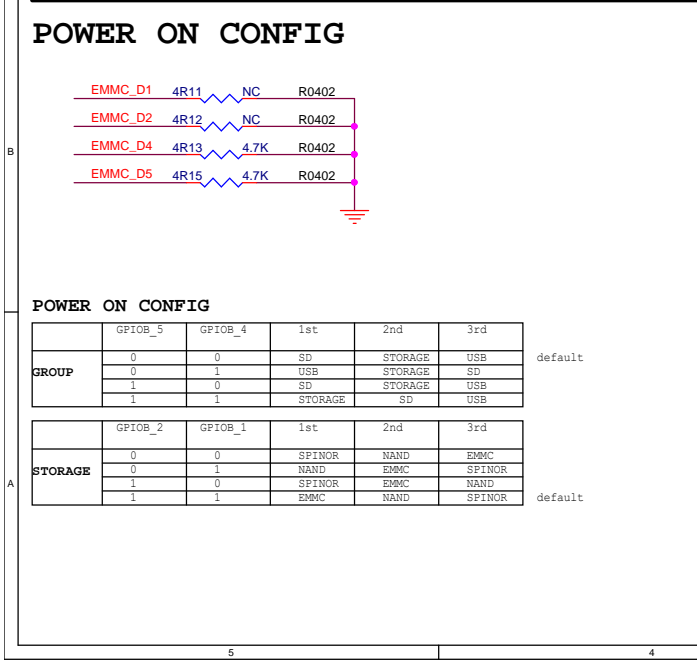 POWER ON CONFIG
EMMC_D1 4R11 NC R0402
EMMC_D2 4R12 NC R0402
EMMC_D4 4R13 4.7K R0402
EMMC_D5 4R15 4.7K R0402
B
POWER ON CONFIG
GPIOB_5 GPIOB_4 1st 2nd 3rd
0 0 SD STORAGE USB default
GROUP
0 1 USB STORAGE SD
1 0 SD STORAGE USB
1 1 STORAGE SD USB
GPIOB_2 GPIOB_1 1st 2nd 3rd
0 0 SPINOR NAND EMMC
STORAGE
0 1 NAND EMMC SPINOR
1 0 SPINOR EMMC NAND
A
1 1 EMMC NAND SPINOR default
5 4